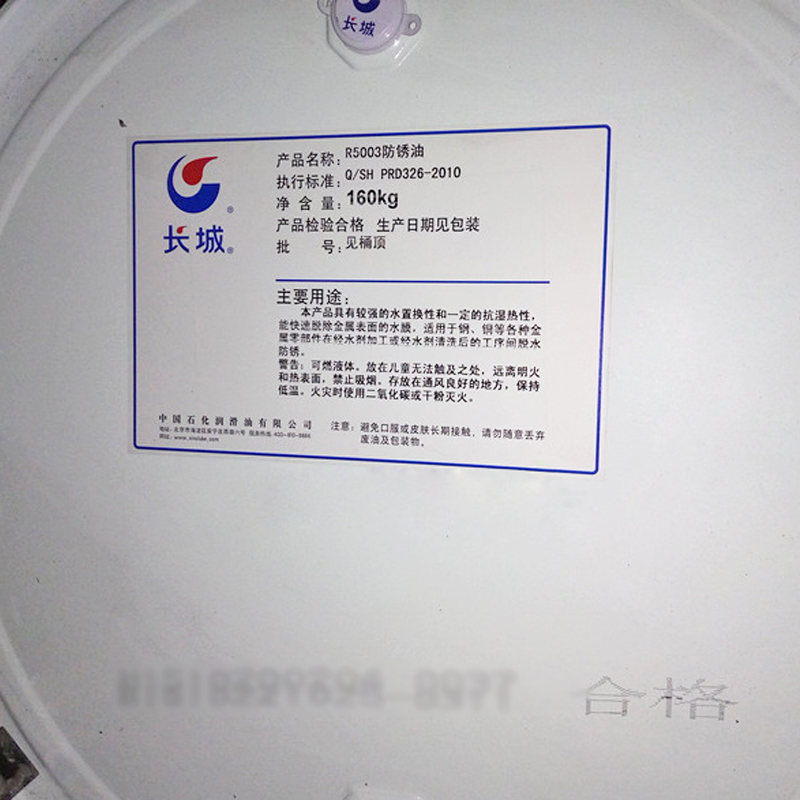 长城
长城
产品名称：R5003防锈油
执行标准：Q/SH PRD326-2010
净 含 量：160kg
产品检验合格 生产日期见包装
批 号：见桶顶
主要用途：
本产品具有较强的水置换性和一定的抗湿热性，
能快速脱除金属表面的水膜，适用于钢、铜等各种金
属零部件在经水剂加工或经水剂清洗后的工序间脱水
防锈。
警告：可燃液体。放在儿童无法触及之处，远离明火
和热表面，禁止吸烟。存放在通风良好的地方，保持
低温。火灾时使用二氧化碳或干粉灭火。
中国石化润滑油有限公司
注意：避免口服或皮肤长期接触，请勿随意丢弃
废油及包装物。
合格